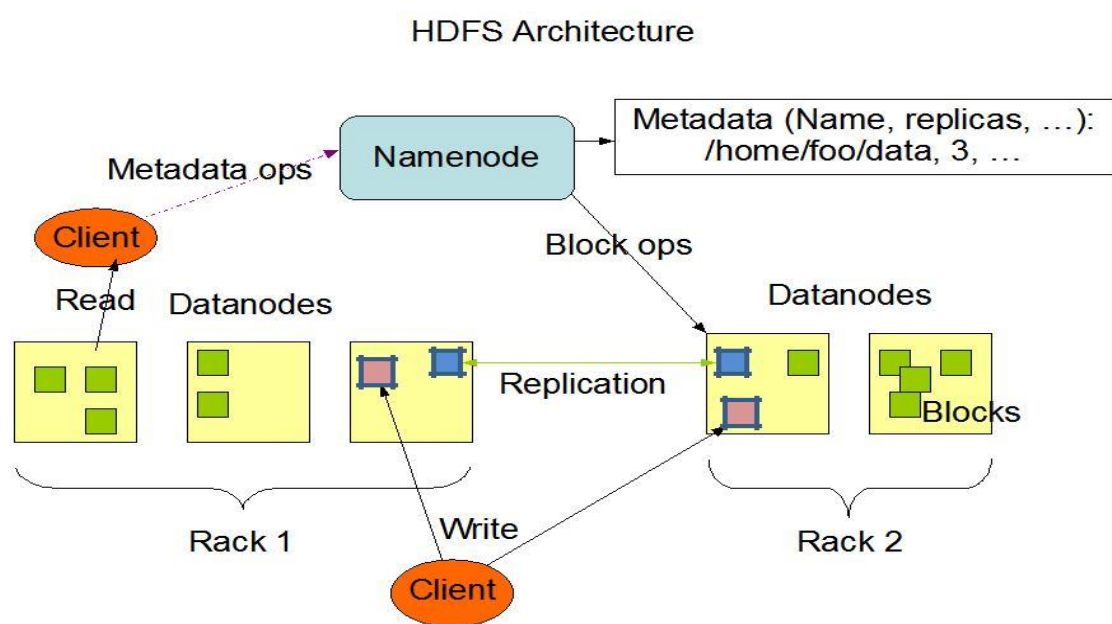 HDFS Architecture
Metadata (Name, replicas, …):
/home/foo/data, 3, …
Namenode
Metadata ops
Client
Block ops
Read
Datanodes
Datanodes
Replication
Blocks
Rack 1
Write
Rack 2
Client